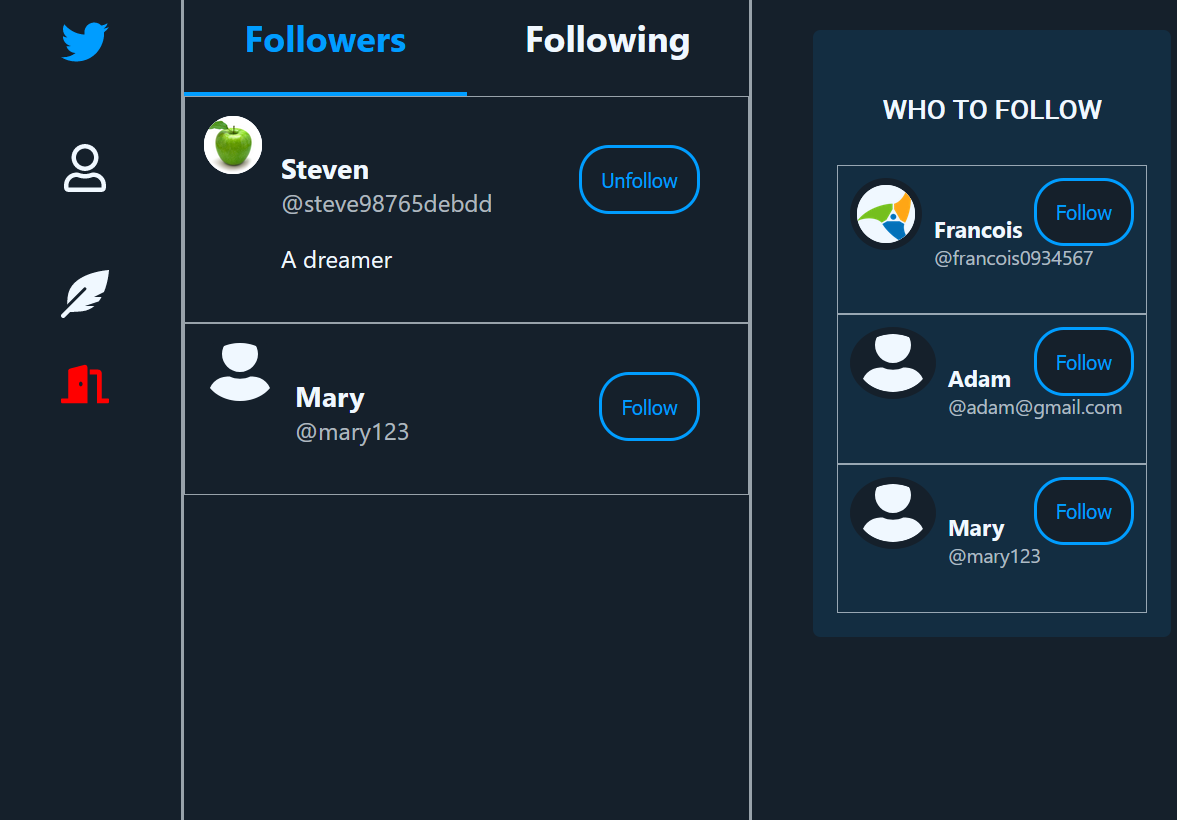 Followers
Following
Steven
@steve98765debdd
Unfollow
A dreamer
Mary
@mary123
Follow
WHO TO FOLLOW
Francois
@francois0934567
Follow
Adam
@adam@gmail.com
Follow
Mary
@mary123
Follow